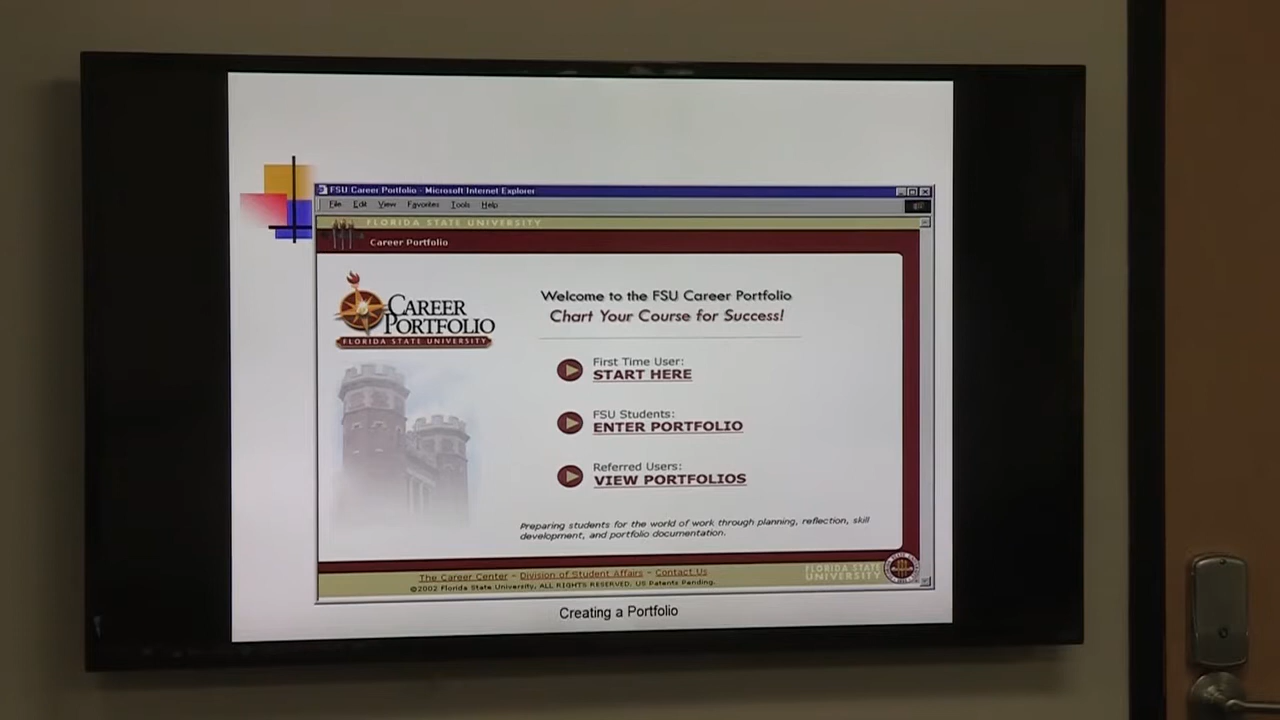 FSU Career Portfolio - Microsoft Internet Explorer
File Edit View Favorites Tools Help
FLORIDA STATE UNIVERSITY
Career Portfolio
CAREER
PORTFOLIO
FLORIDA STATE UNIVERSITY
Welcome to the FSU Career Portfolio
Chart Your Course for Success!
First Time User:
START HERE
FSU Students:
ENTER PORTFOLIO
Referred Users:
VIEW PORTFOLIOS
Preparing students for the world of work through planning, reflection, skill
development, and portfolio documentation.
The Career Center - Division of Student Affairs - Contact Us
©2002 Florida State University, ALL RIGHTS RESERVED. US Patents Pending.
FLORIDA STATE
UNIVERSITY
Creating a Portfolio